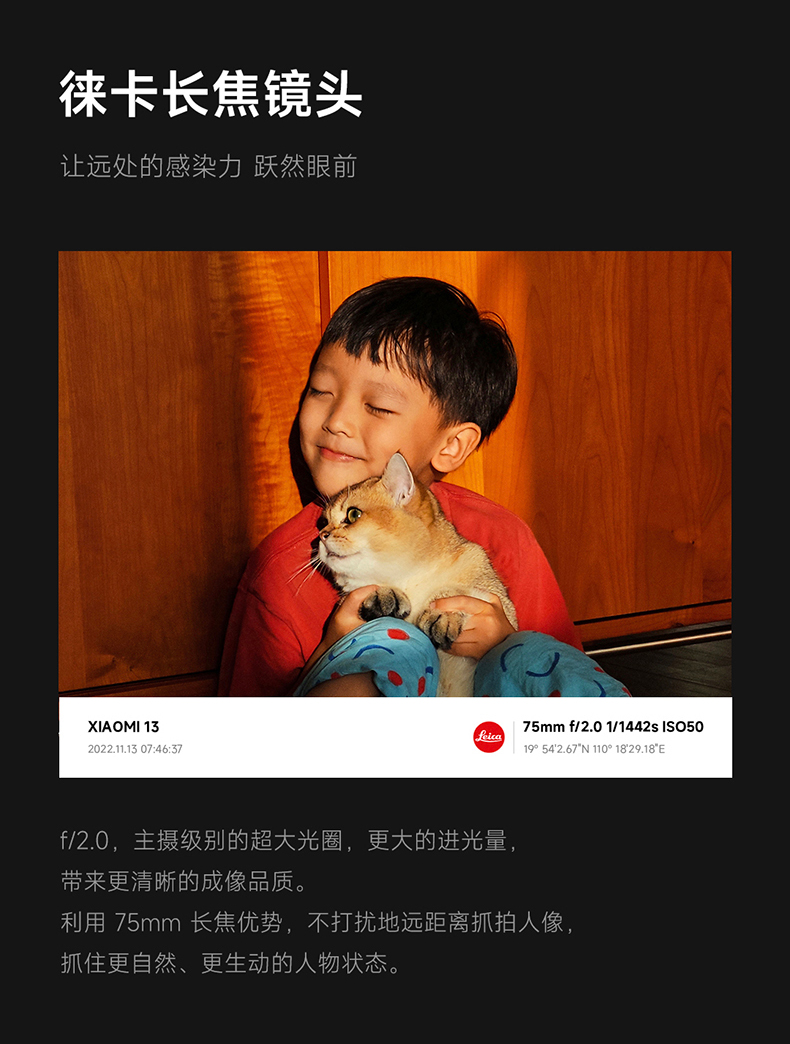 徕卡长焦镜头
让远处的感染力 跃然眼前
XIAOMI 13
2022.11.13 07:46:37
Leica
75mm f/2.0 1/1442s ISO50
19° 54'2.67"N 110° 18'29.18"E
f/2.0，主摄级别的超大光圈，更大的进光量，
带来更清晰的成像品质。
利用 75mm 长焦优势，不打扰地远距离抓拍人像，
抓住更自然、更生动的人物状态。